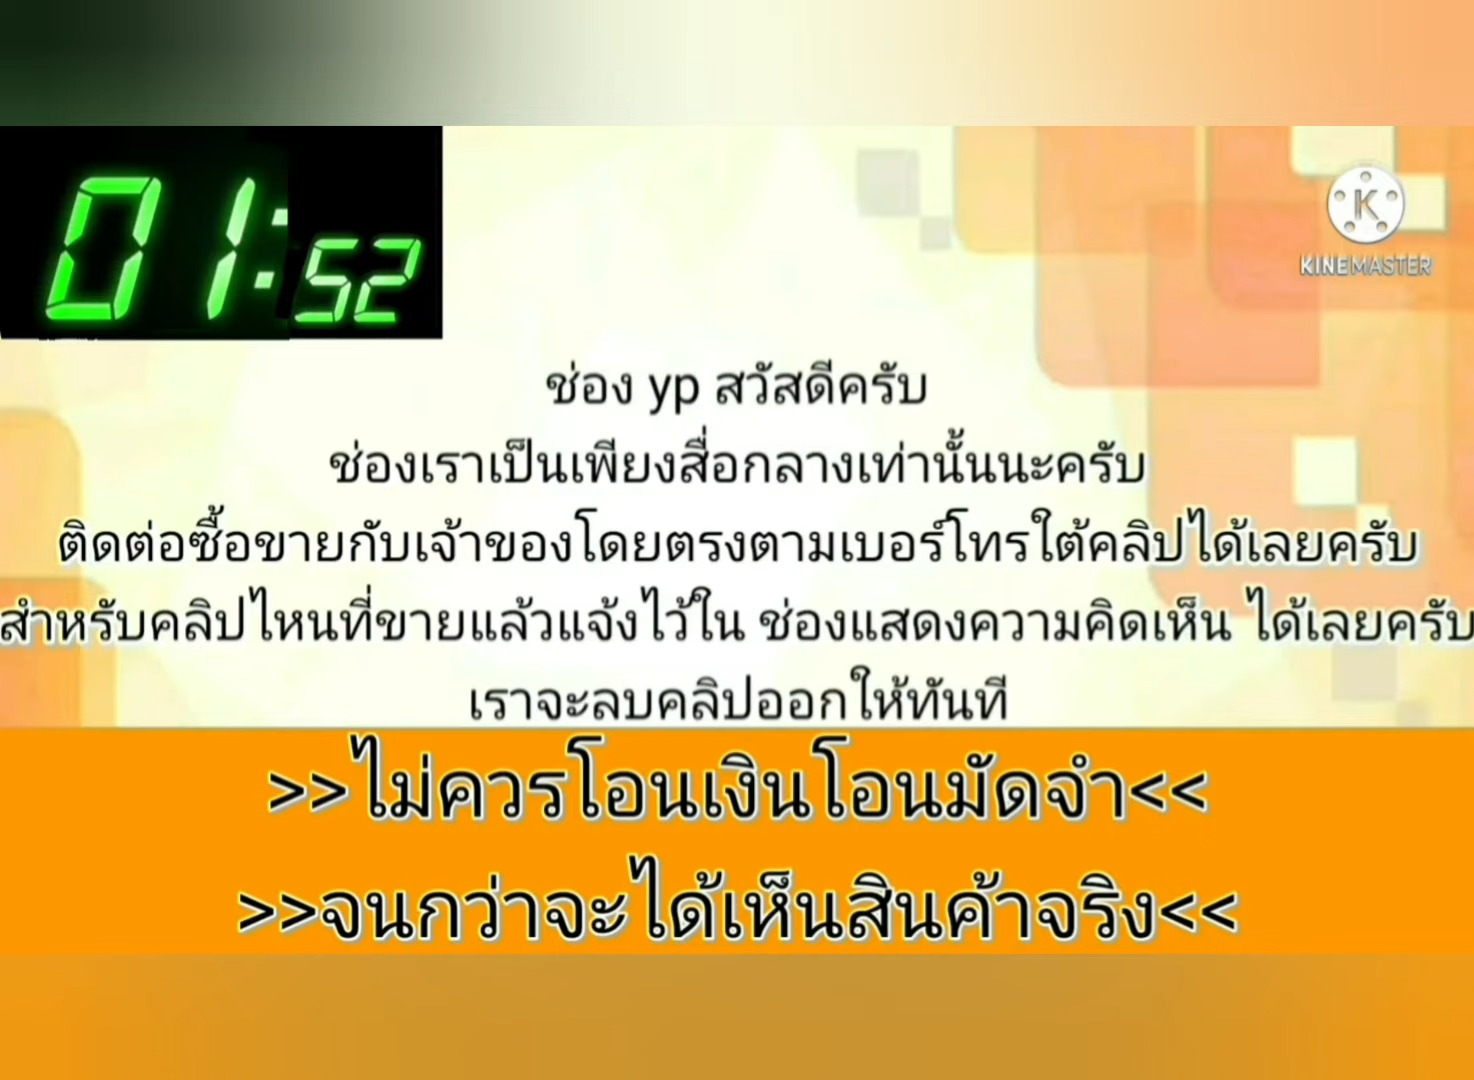 01:52
KINEMASTER
ช่อง yp สวัสดีครับ
ช่องเราเป็นเพียงสื่อกลางเท่านั้นนะครับ
ติดต่อซื้อขายกับเจ้าของโดยตรงตามเบอร์โทรใต้คลิปได้เลยครับ
สำหรับคลิปไหนที่ขายแล้วแจ้งไว้ใน ช่องแสดงความคิดเห็น ได้เลยครับ
เราจะลบคลิปออกให้ทันที
>>ไม่ควรโอนเงินโอนมัดจำ<<
>>จนกว่าจะได้เห็นสินค้าจริง<<